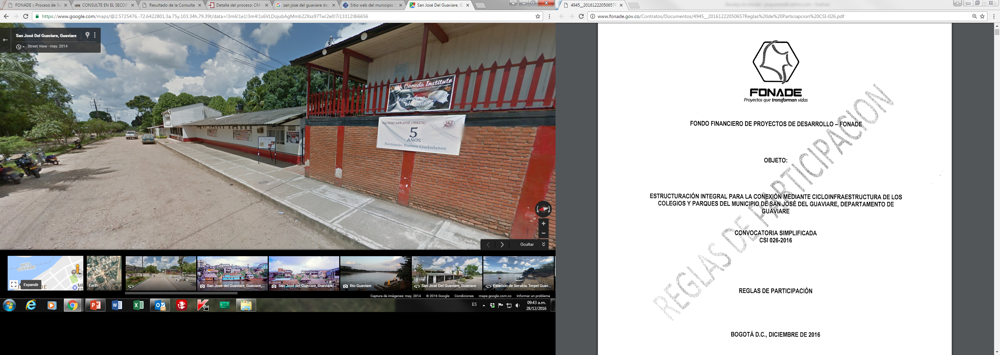 FONADE :: Proceso de Se
CONSULTE EN EL SECOP
Resultado de la Consulta
Detalle del proceso: CM-
san jose del guaviare de
Sitio web del municipio S
San José Del Guaviare, G
https://www.google.com/maps/@2.5725476,-72.6422801,3a,75y,103.34h,79.39t/data=!3m6!1e1!3m4!1s6VLDojubAgMmb22Xss97Tw!2e0!7i13312!8i6656
San José Del Guaviare, Guaviare
Street View - may. 2014
Oh Canada Institute
en ingles
COLEGIO SAN JOSÉ OBRER
5
AÑOS
Formando Buenos Ciudadanos
Ocultar
META
GUAVIARE
Expandir
DE
ME
ES
Earth
San José del Guaviare, Guaviare,...
San José del Guaviare, Guaviare,...
Rio Guaviare
San José Del Guaviare, Guaviare
Estación de Servicio Terpel Guav...
Captura de imágenes: may. 2014
© 2016 Google
Condiciones
maps.google.com.co
Informar un problema
ES
09:43 a.m.
28/12/2016
4945__20161222050657R
www.fonade.gov.co/Contratos/Documentos/4945__20161222050657Reglas%20de%20Particiapcion%20CSI-026.pdf
FONADE
Proyectos que transforman vidas
FONDO FINANCIERO DE PROYECTOS DE DESARROLLO – FONADE
OBJETO:
ESTRUCTURACIÓN INTEGRAL PARA LA CONEXIÓN MEDIANTE CICLOINFRAESTRUCTURA DE LOS
COLEGIOS Y PARQUES DEL MUNICIPIO DE SAN JOSÉ DEL GUAVIARE, DEPARTAMENTO DE
GUAVIARE
CONVOCATORIA SIMPLIFICADA
CSI 026-2016
REGLAS DE PARTICIPACIÓN
BOGOTÁ D.C., DICIEMBRE DE 2016
REGLAS DE PARTICIPACION